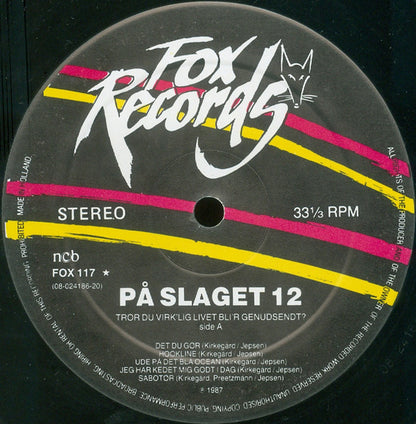 Fox
Records
STEREO
33⅓ RPM
ncb
FOX 117 ★
(08-024186-20)
PÅ SLAGET 12
TROR DU VIRK'LIG LIVET BLI'R GENUDSENDT?
side A
DET DU GØR (Kirkegård / Jepsen)
HOOKLINE (Kirkegård / Jepsen)
UDE PÅ DET BLÅ OCEAN (Kirkegård / Jepsen)
JEG HAR KEDET MIG GODT I DAG (Kirkegård / Jepsen)
SABOTØR (Kirkegård, Preetzmann / Jepsen)
℗ 1987
ALL RIGHTS OF THE PRODUCER AND OF THE OWNER OF THE RECORDED WORK RESERVED. UNAUTHORISED COPYING, PUBLIC PERFORMANCE, BROADCASTING, HIRING OR RENTAL OF THIS RECORDING PROHIBITED. MADE IN HOLLAND.